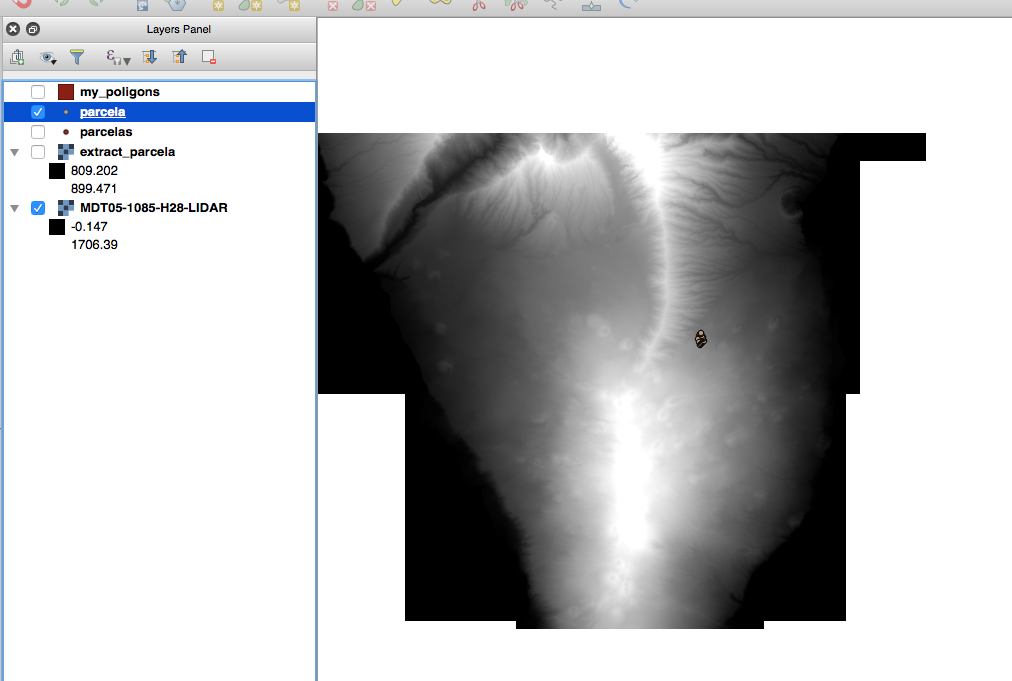 Layers Panel
my_poligons
parcela
parcelas
extract_parcela
809.202
899.471
MDT05-1085-H28-LIDAR
-0.147
1706.39